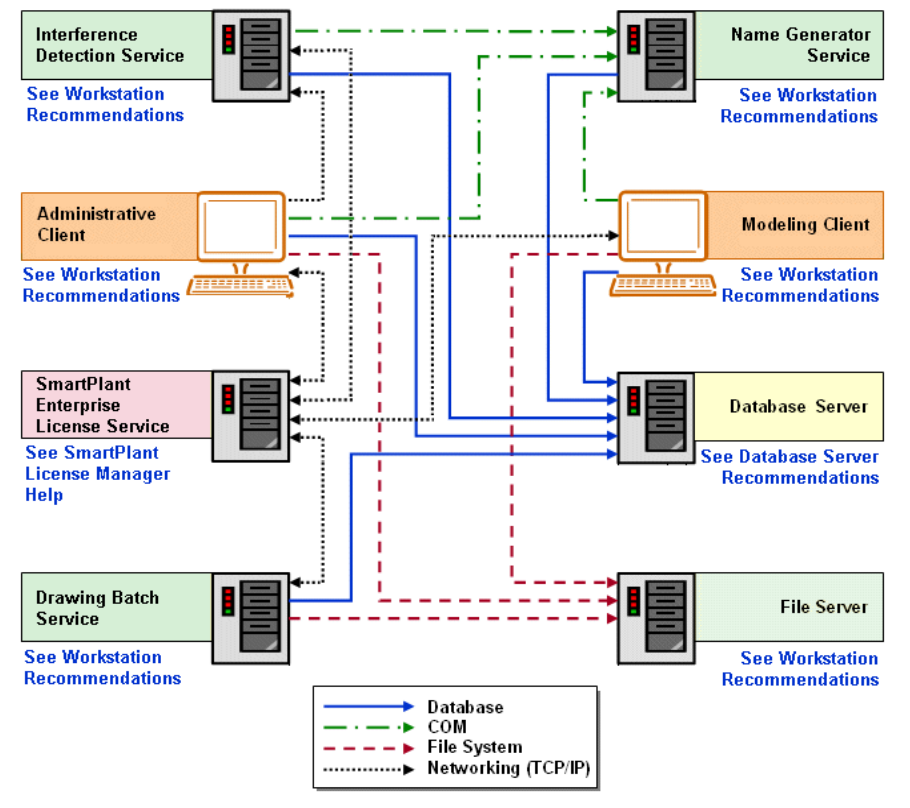 Interference
Detection Service
See Workstation
Recommendations
Name Generator
Service
See Workstation
Recommendations
Administrative
Client
See Workstation
Recommendations
Modeling Client
See Workstation
Recommendations
SmartPlant
Enterprise
License Service
See SmartPlant
License Manager
Help
Database Server
See Database Server
Recommendations
Drawing Batch
Service
See Workstation
Recommendations
File Server
See Workstation
Recommendations
Database
COM
File System
Networking (TCP/IP)